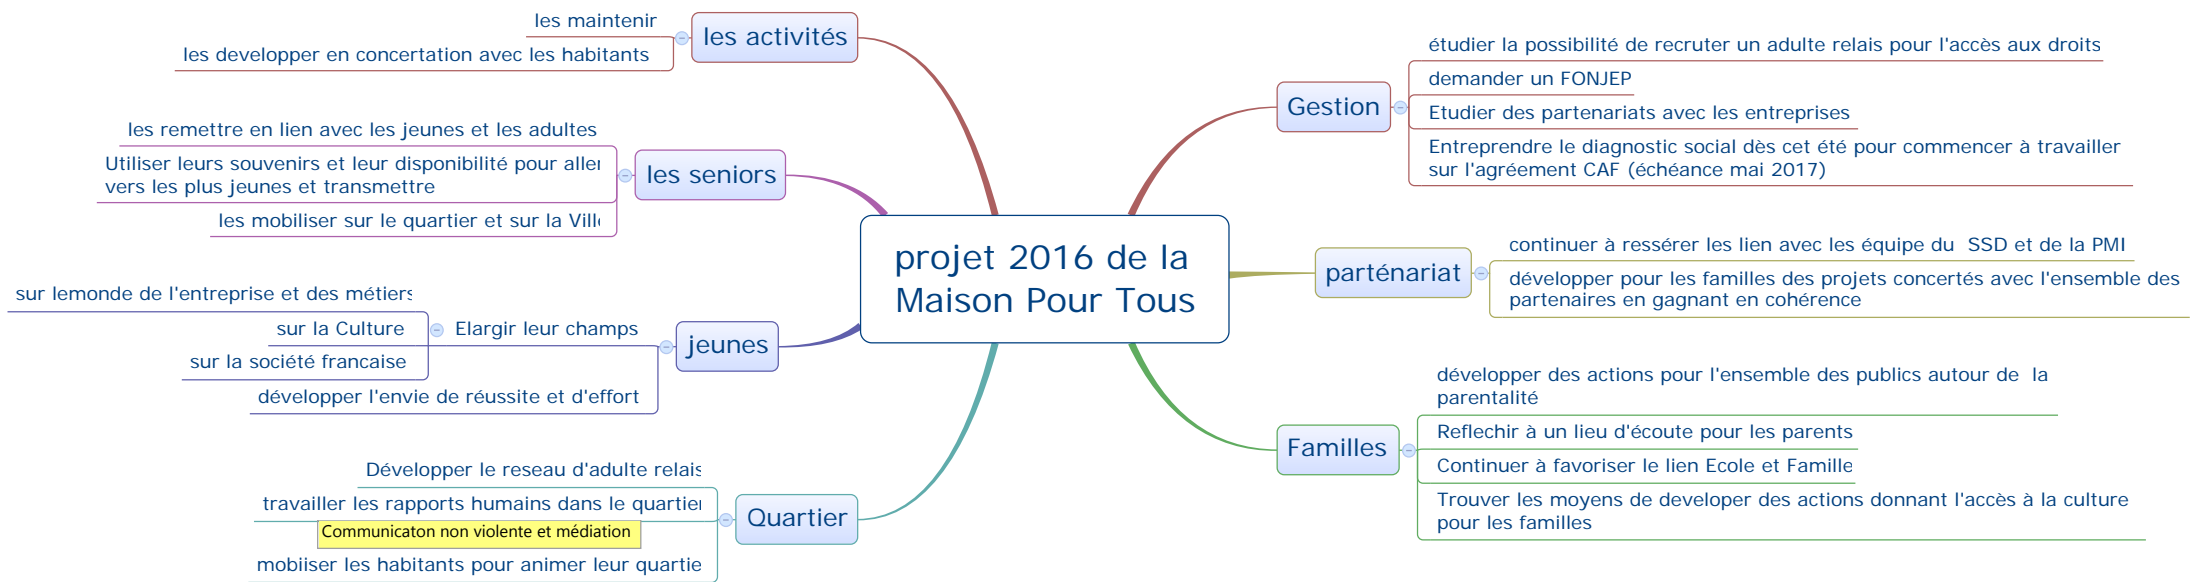 projet 2016 de la
Maison Pour Tous
les activités
les maintenir
les developper en concertation avec les habitants
les seniors
les remettre en lien avec les jeunes et les adultes
Utiliser leurs souvenirs et leur disponibilité pour aller
vers les plus jeunes et transmettre
les mobiliser sur le quartier et sur la Ville
jeunes
Elargir leur champs
sur lemonde de l'entreprise et des métiers
sur la Culture
sur la société francaise
développer l'envie de réussite et d'effort
Quartier
Développer le reseau d'adulte relais
travailler les rapports humains dans le quartier
Communicaton non violente et médiation
mobiiser les habitants pour animer leur quartie
Gestion
étudier la possibilité de recruter un adulte relais pour l'accès aux droits
demander un FONJEP
Etudier des partenariats avec les entreprises
Entreprendre le diagnostic social dès cet été pour commencer à travailler
sur l'agréement CAF (échéance mai 2017)
parténariat
continuer à ressérer les lien avec les équipe du  SSD et de la PMI
développer pour les familles des projets concertés avec l'ensemble des
partenaires en gagnant en cohérence
Familles
développer des actions pour l'ensemble des publics autour de  la
parentalité
Reflechir à un lieu d'écoute pour les parents
Continuer à favoriser le lien Ecole et Famille
Trouver les moyens de developer des actions donnant l'accès à la culture
pour les familles